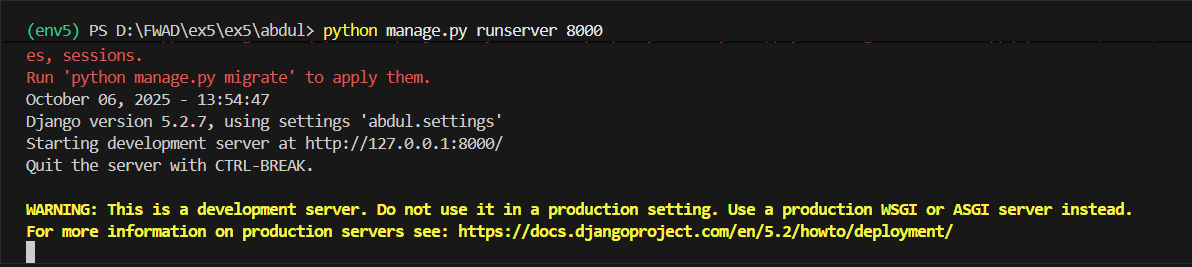 (env5) PS D:\FWAD\ex5\ex5\abdul> python manage.py runserver 8000
es, sessions.
Run 'python manage.py migrate' to apply them.
October 06, 2025 - 13:54:47
Django version 5.2.7, using settings 'abdul.settings'
Starting development server at http://127.0.0.1:8000/
Quit the server with CTRL-BREAK.
WARNING: This is a development server. Do not use it in a production setting. Use a production WSGI or ASGI server instead.
For more information on production servers see: https://docs.djangoproject.com/en/5.2/howto/deployment/